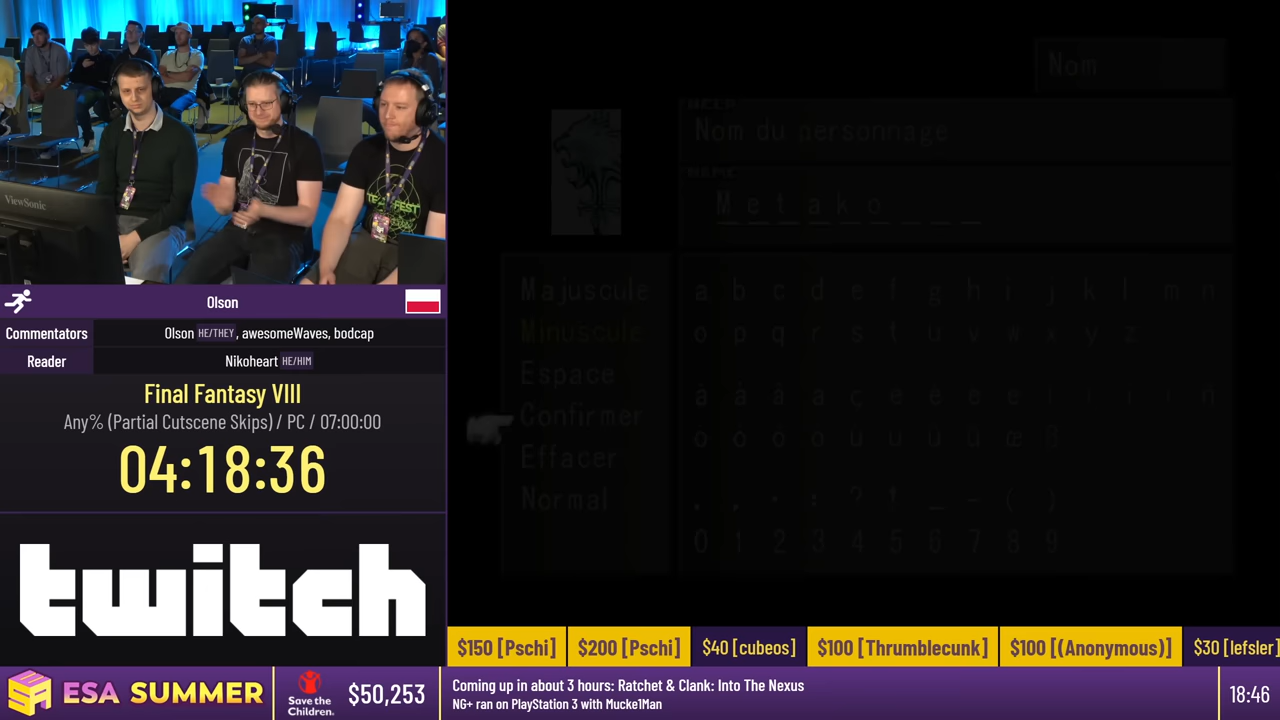 ViewSonic
Olson
Commentators
Olson HE/THEY, awesomeWaves, bodcap
Reader
Nikoheart HE/HIM
Final Fantasy VIII
Any% (Partial Cutscene Skips) / PC / 07:00:00
04:18:36
twitch
Nom
Nom du personnage
NAME
Metako___
Majuscule
Minuscule
Espace
Confirmer
Effacer
Normal
a b c d e f g h i j k l m n
o p q r s t u v w x y z
0 1 2 3 4 5 6 7 8 9
$150 [Pschi]
$200 [Pschi]
$40 [cubeos]
$100 [Thrumblecunk]
$100 [(Anonymous)]
$30 [lefsler]
ESA SUMMER
Save the
Children.
$50,253
Coming up in about 3 hours: Ratchet & Clank: Into The Nexus
NG+ ran on PlayStation 3 with Mucke1Man
18:46